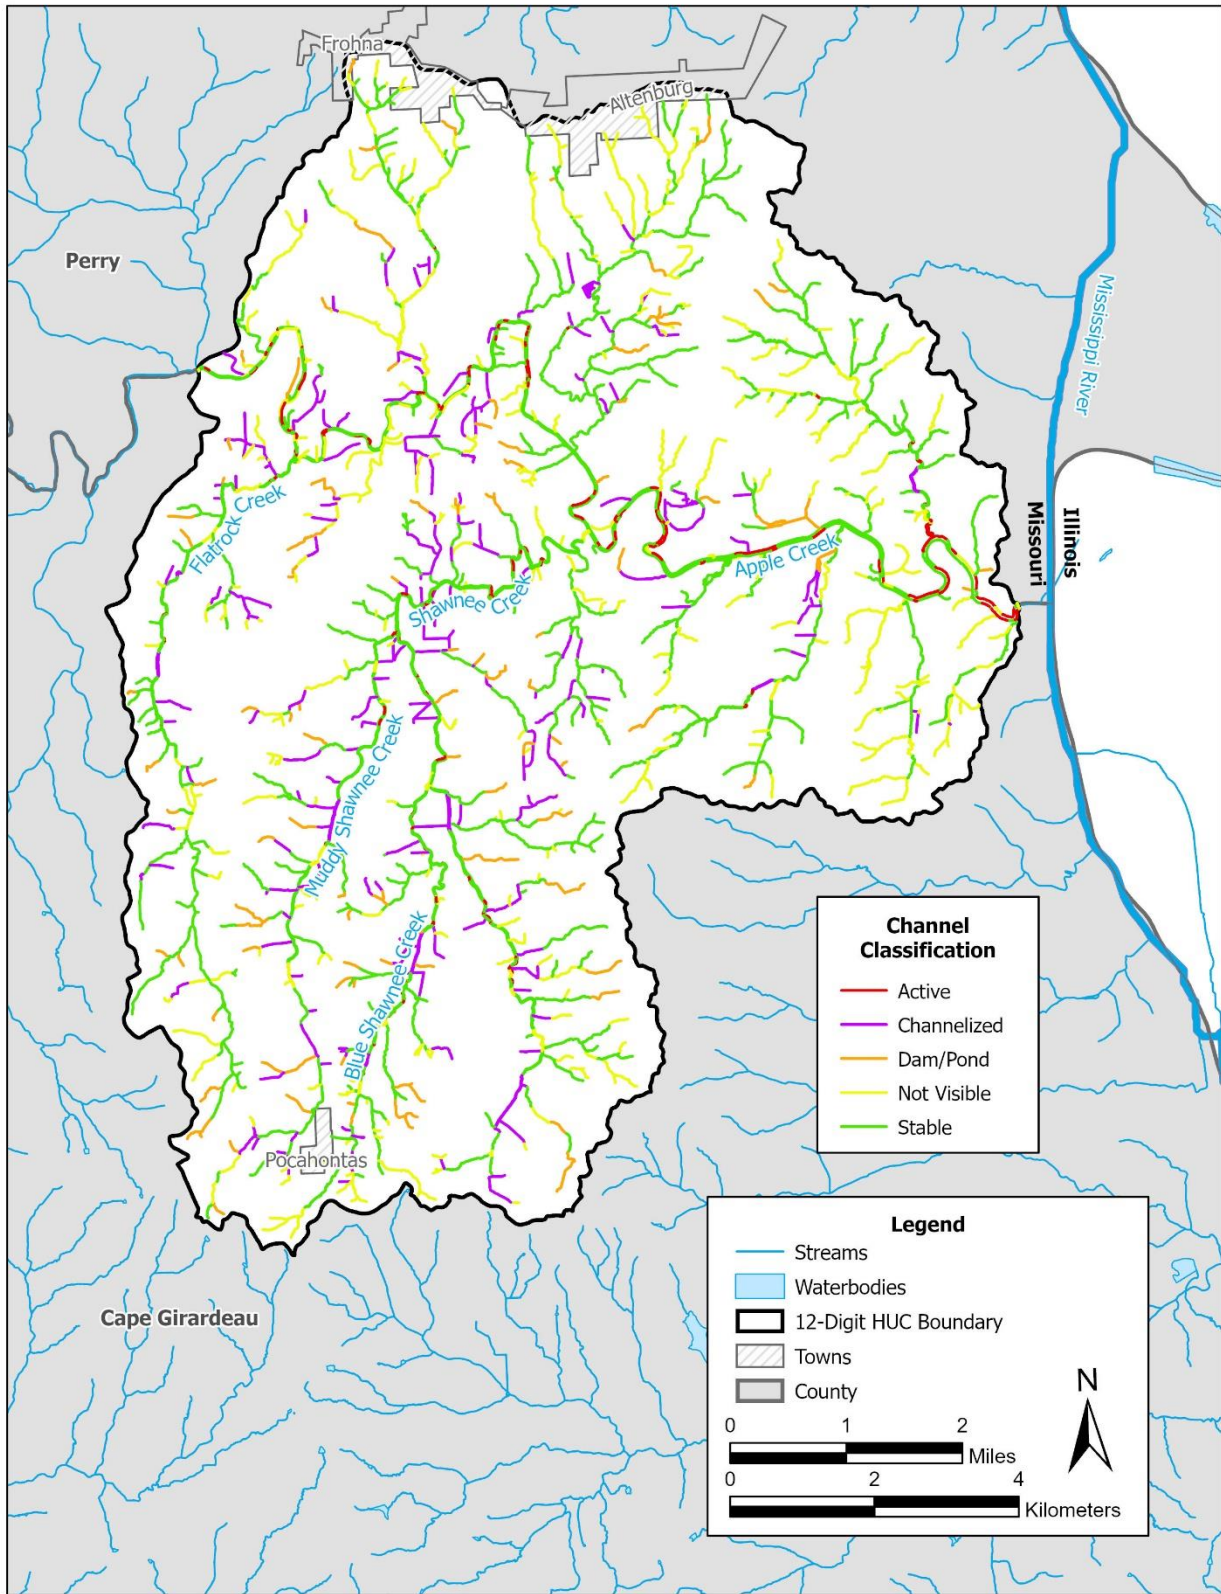 Frohna
Altenburg
Perry
Mississippi River
Flatrock Creek
Illinois
Missouri
Apple Creek
Shawnee Creek
Muddy Shawnee Creek
Blue Shawnee Creek
Pocahontas
Cape Girardeau
Channel
Classification
Active
Channelized
Dam/Pond
Not Visible
Stable
Legend
Streams
Waterbodies
12-Digit HUC Boundary
Towns
County
N
0 1 2
Miles
0 2 4
Kilometers